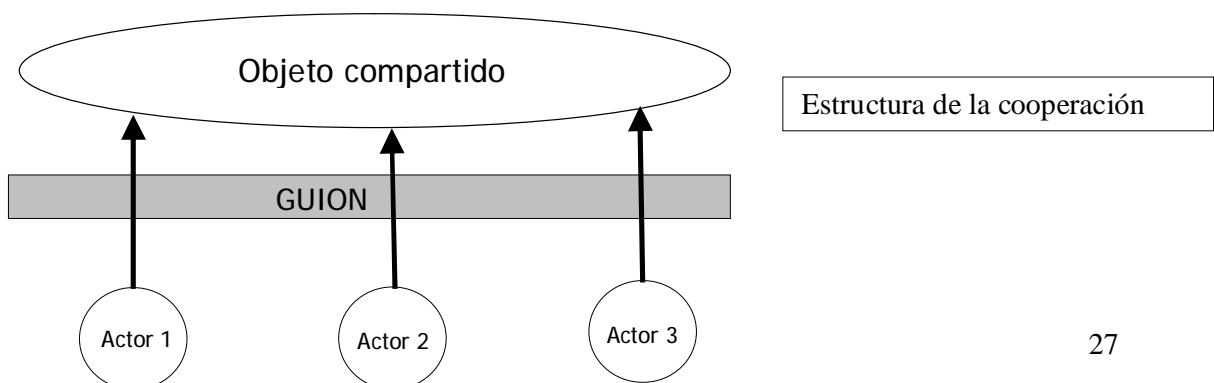 Objeto compartido
Estructura de la cooperación
GUION
Actor 1
Actor 2
Actor 3
27